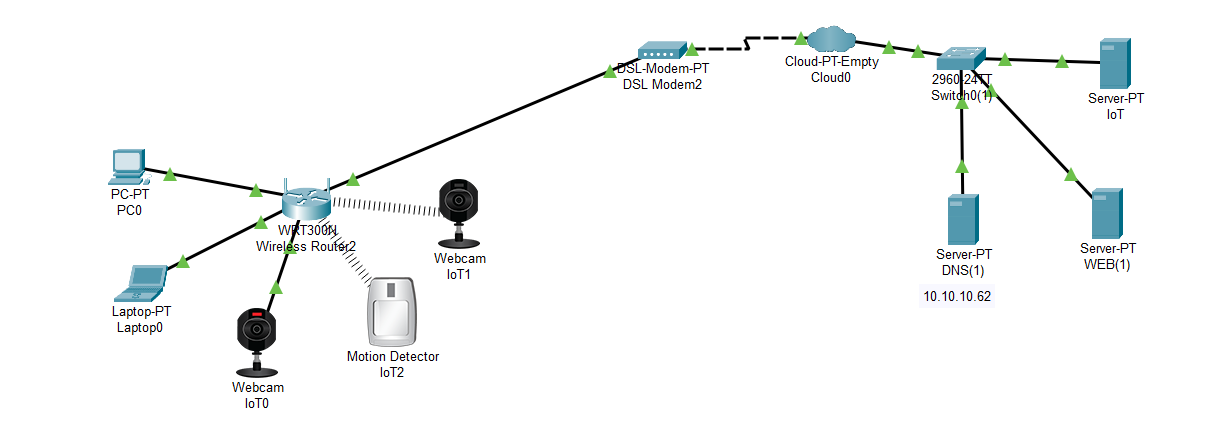 DSL-Modem-PT
DSL Modem2
Cloud-PT-Empty
Cloud0
2960-24TT
Switch0(1)
Server-PT
IoT
PC-PT
PC0
WRT300N
Wireless Router2
Webcam
IoT1
Server-PT
DNS(1)
10.10.10.62
Server-PT
WEB(1)
Laptop-PT
Laptop0
Motion Detector
IoT2
Webcam
IoT0